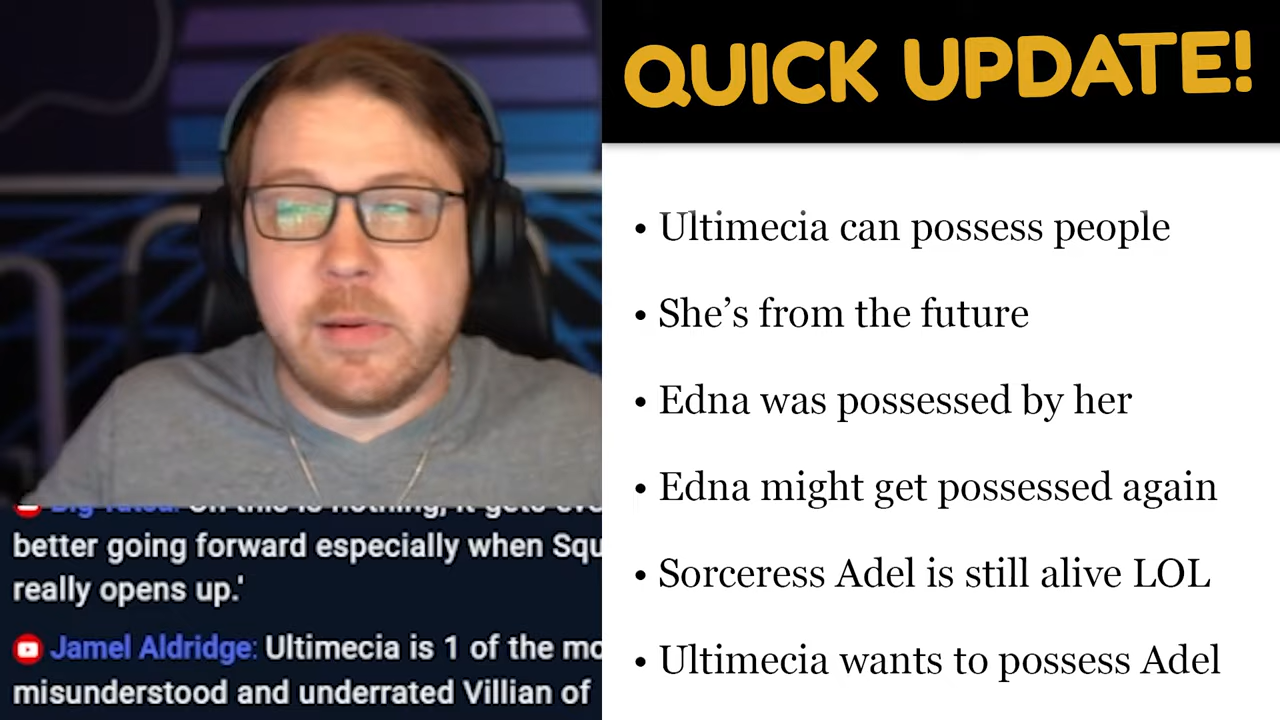 QUICK UPDATE!
• Ultimecia can possess people
• She's from the future
• Edna was possessed by her
• Edna might get possessed again
• Sorceress Adel is still alive LOL
• Ultimecia wants to possess Adel
better going forward especially when Squ
really opens up.'
Jamel Aldridge: Ultimecia is 1 of the mo
misunderstood and underrated Villian of